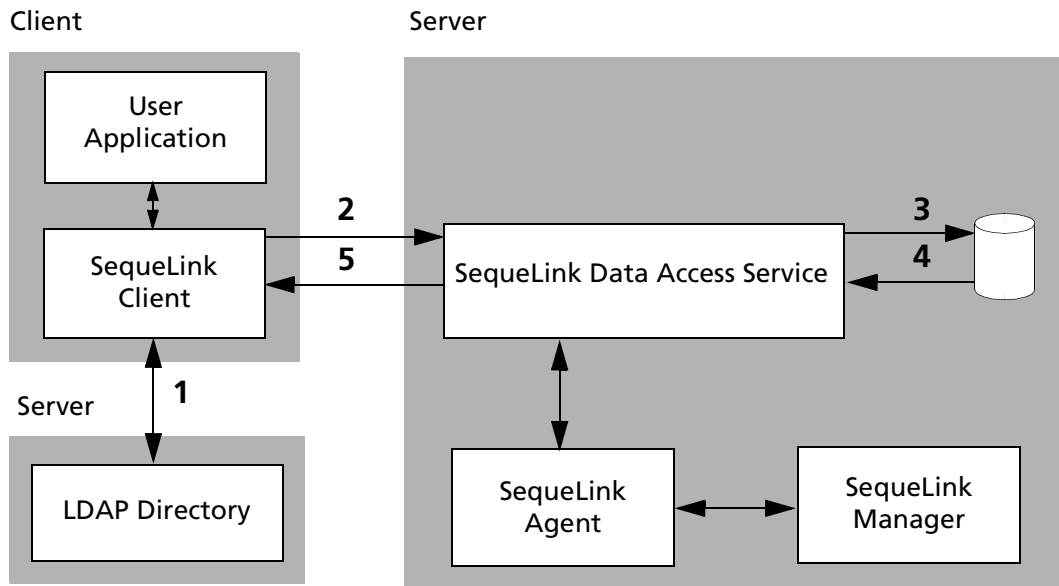 Client
Server
User
Application
2
3
SequeLink
Client
5
SequeLink Data Access Service
4
1
Server
LDAP Directory
SequeLink
Agent
SequeLink
Manager